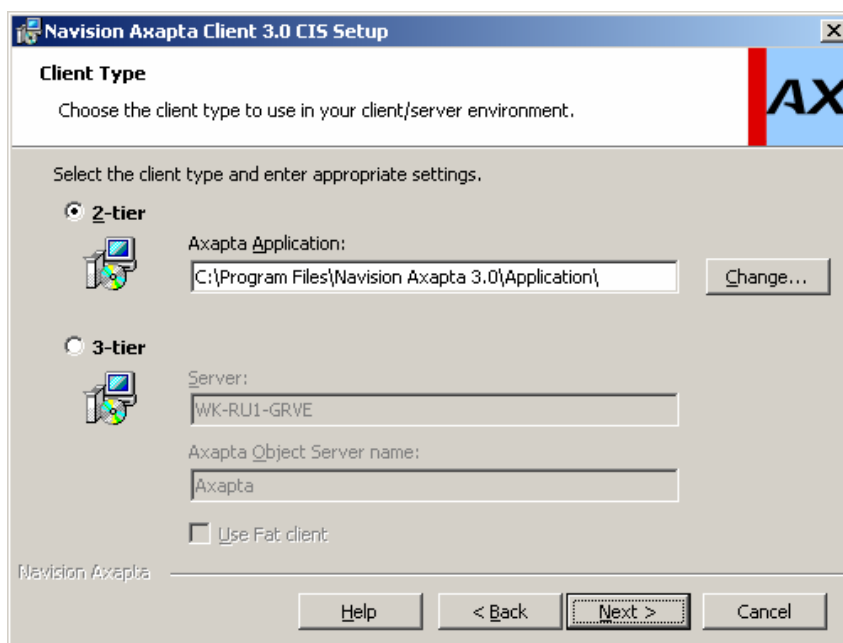 Navision Axapta Client 3.0 CIS Setup
Client Type
Choose the client type to use in your client/server environment.
AX
Select the client type and enter appropriate settings.
2-tier
Axapta Application:
C:\Program Files\Navision Axapta 3.0\Application\
Change...
3-tier
Server:
WK-RU1-GRVE
Axapta Object Server name:
Axapta
Use Fat client
Navision Axapta
Help
< Back
Next >
Cancel